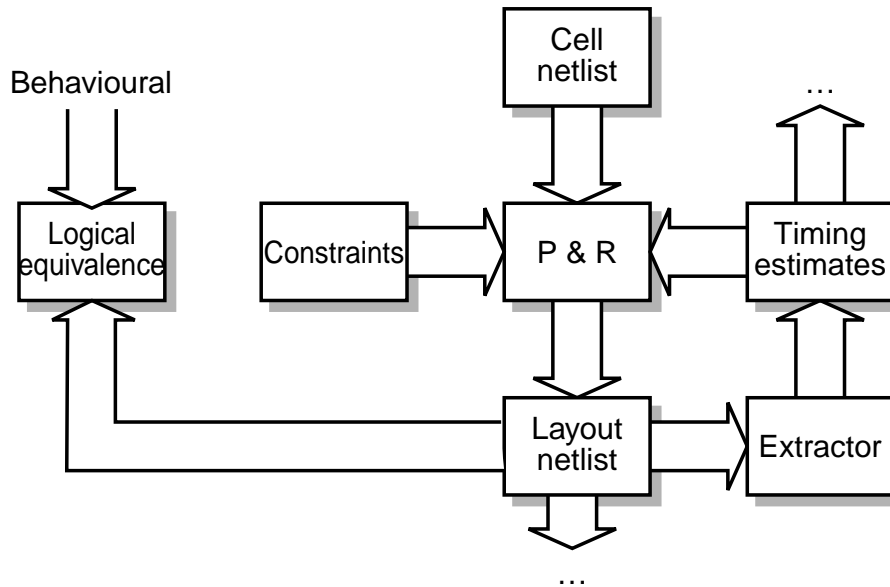 Cell
netlist
Behavioural
...
Logical
equivalence
Constraints
P & R
Timing
estimates
Layout
netlist
Extractor
...